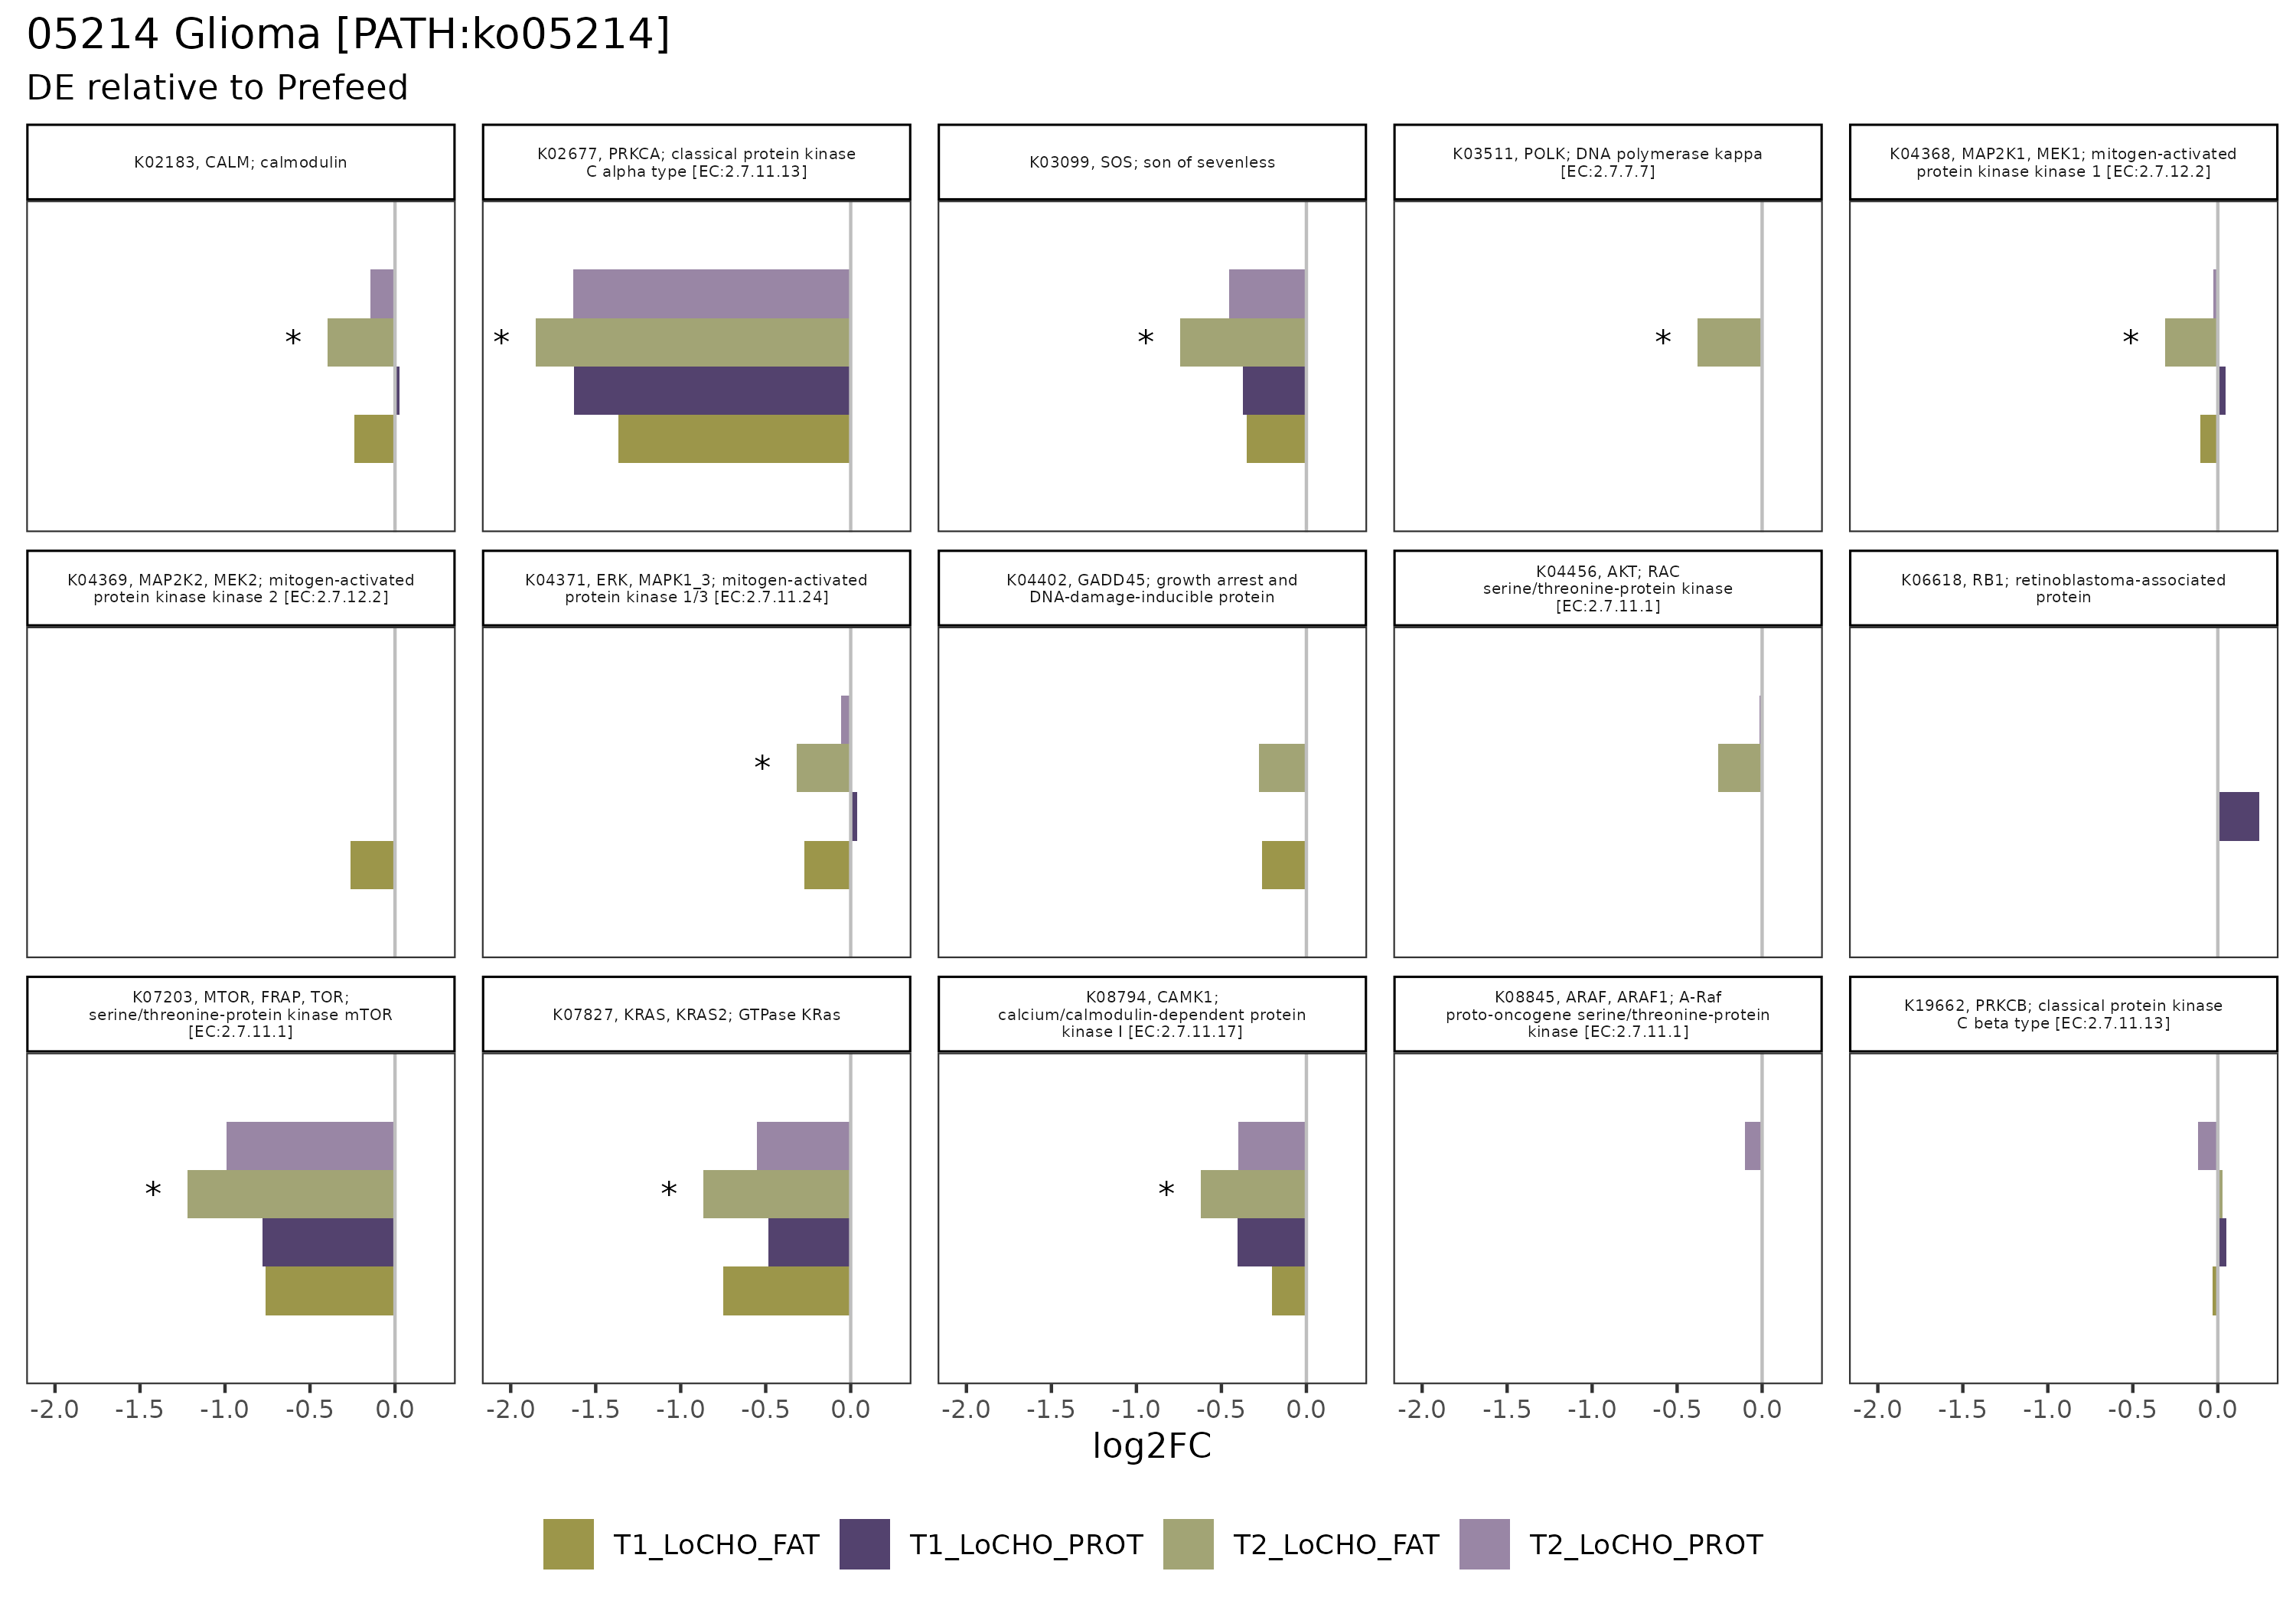 05214 Glioma [PATH:ko05214]
DE relative to Prefeed
K02183, CALM; calmodulin
K02677, PRKCA; classical protein kinase
C alpha type [EC:2.7.11.13]
K03099, SOS; son of sevenless
K03511, POLK; DNA polymerase kappa
[EC:2.7.7.7]
K04368, MAP2K1, MEK1; mitogen-activated
protein kinase kinase 1 [EC:2.7.12.2]
*
*
*
*
*
K04369, MAP2K2, MEK2; mitogen-activated
protein kinase kinase 2 [EC:2.7.12.2]
K04371, ERK, MAPK1_3; mitogen-activated
protein kinase 1/3 [EC:2.7.11.24]
K04402, GADD45; growth arrest and
DNA-damage-inducible protein
K04456, AKT; RAC
serine/threonine-protein kinase
[EC:2.7.11.1]
K06618, RB1; retinoblastoma-associated
protein
*
K07203, MTOR, FRAP, TOR;
serine/threonine-protein kinase mTOR
[EC:2.7.11.1]
K07827, KRAS, KRAS2; GTPase KRas
K08794, CAMK1;
calcium/calmodulin-dependent protein
kinase I [EC:2.7.11.17]
K08845, ARAF, ARAF1; A-Raf
proto-oncogene serine/threonine-protein
kinase [EC:2.7.11.1]
K19662, PRKCB; classical protein kinase
C beta type [EC:2.7.11.13]
*
*
*
-2.0 -1.5 -1.0 -0.5 0.0
-2.0 -1.5 -1.0 -0.5 0.0
-2.0 -1.5 -1.0 -0.5 0.0
-2.0 -1.5 -1.0 -0.5 0.0
-2.0 -1.5 -1.0 -0.5 0.0
log2FC
T1_LoCHO_FAT T1_LoCHO_PROT T2_LoCHO_FAT T2_LoCHO_PROT